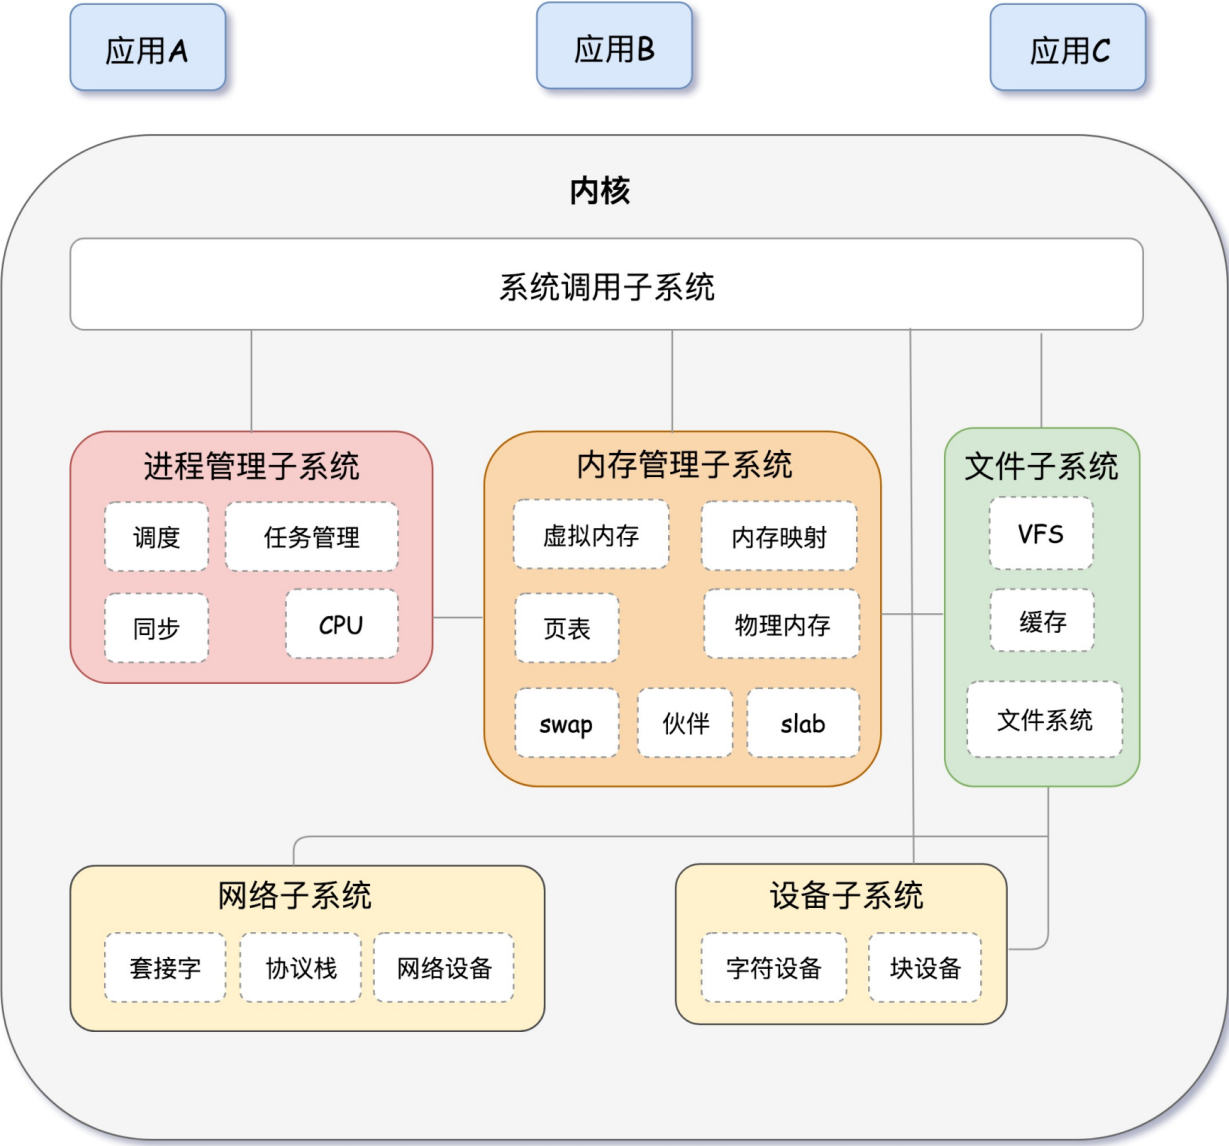 应用A
应用B
应用C
内核
系统调用子系统
进程管理子系统
调度
任务管理
同步
CPU
内存管理子系统
虚拟内存
内存映射
页表
物理内存
swap
伙伴
slab
文件子系统
VFS
缓存
文件系统
网络子系统
套接字
协议栈
网络设备
设备子系统
字符设备
块设备